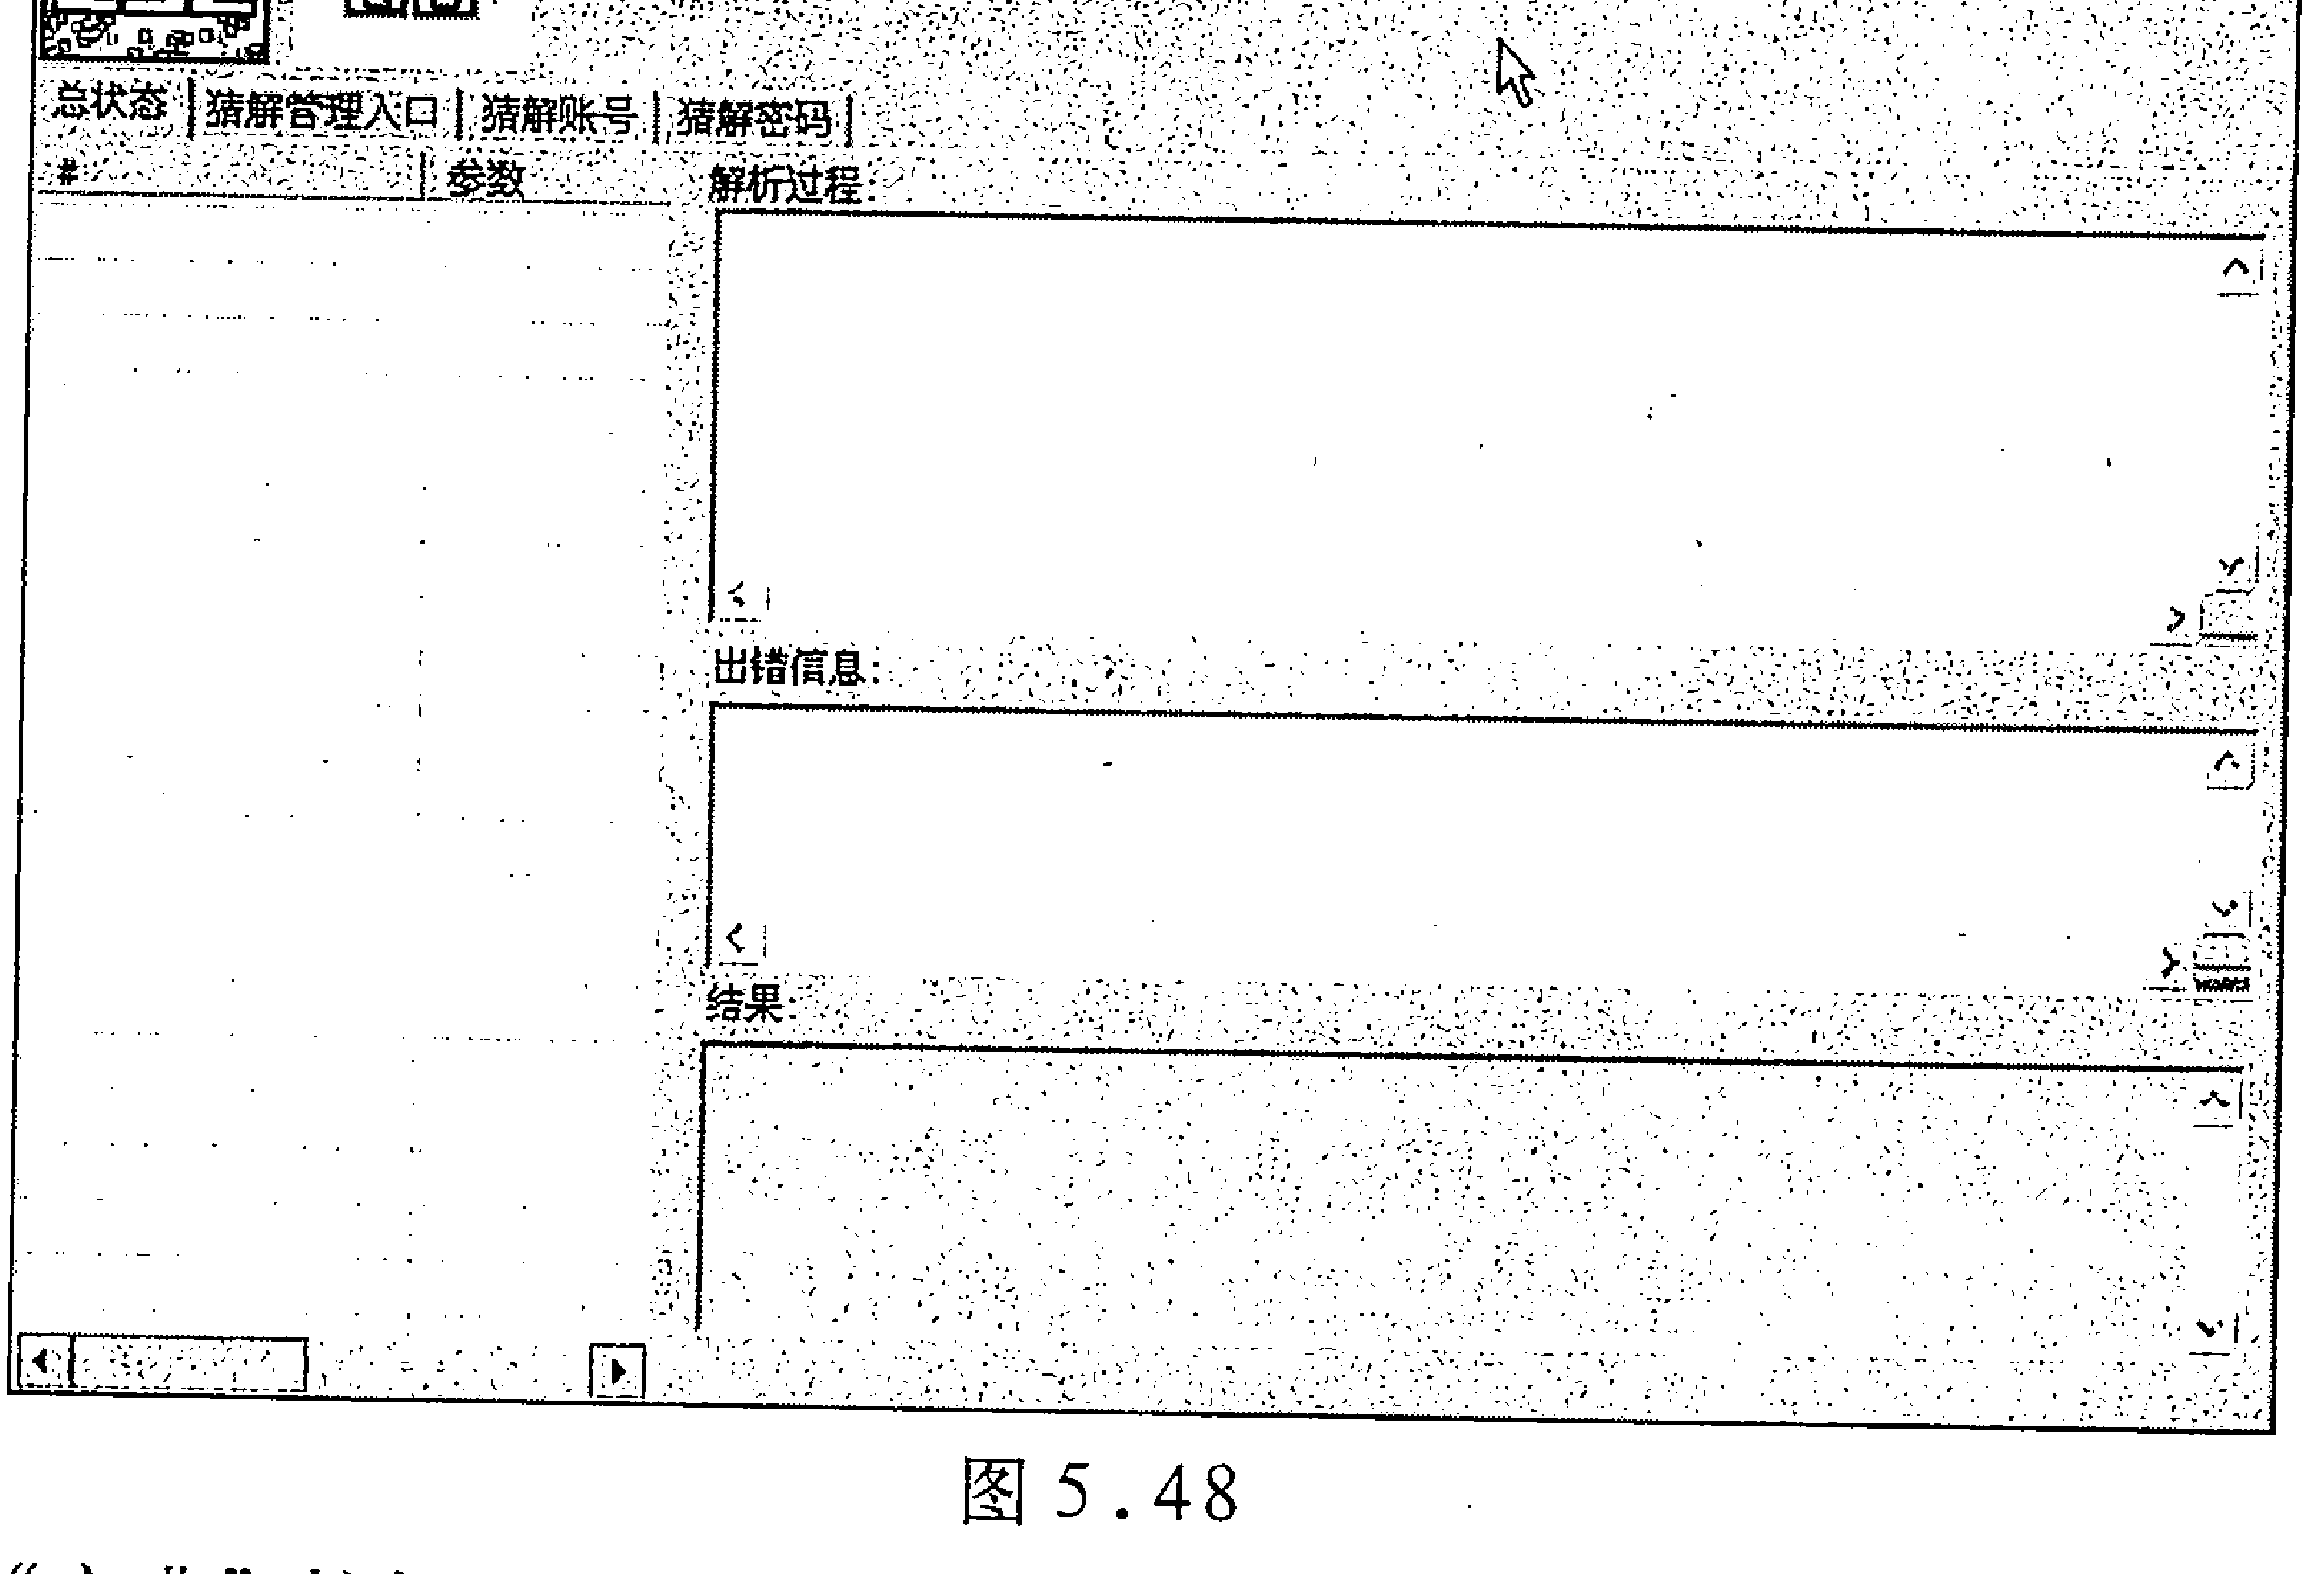 总状态 猜解管理入口 猜解账号 猜解密码
# 参数 解析过程:
出错信息:
结果:
图 5.48